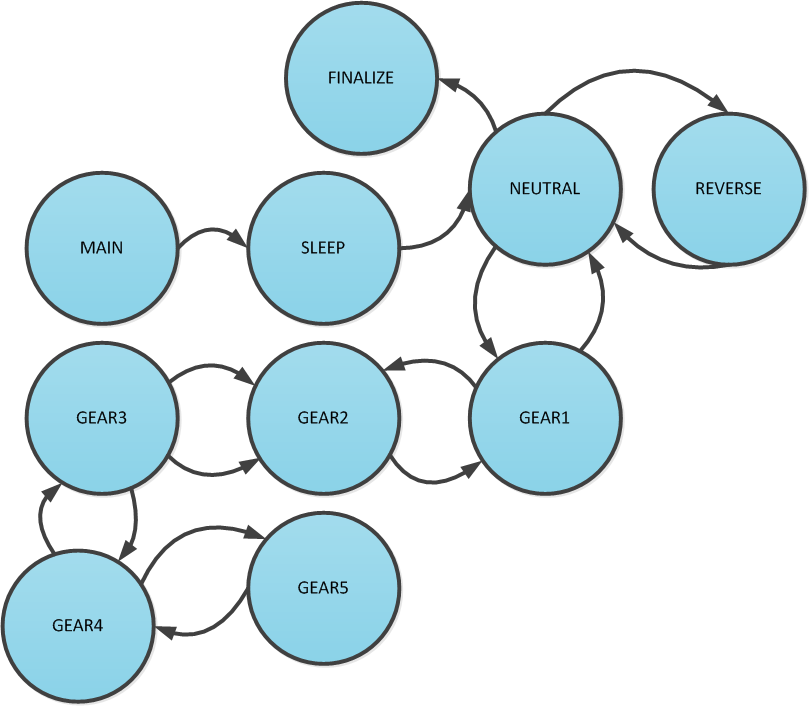 FINALIZE
NEUTRAL
REVERSE
MAIN
SLEEP
GEAR3
GEAR2
GEAR1
GEAR5
GEAR4